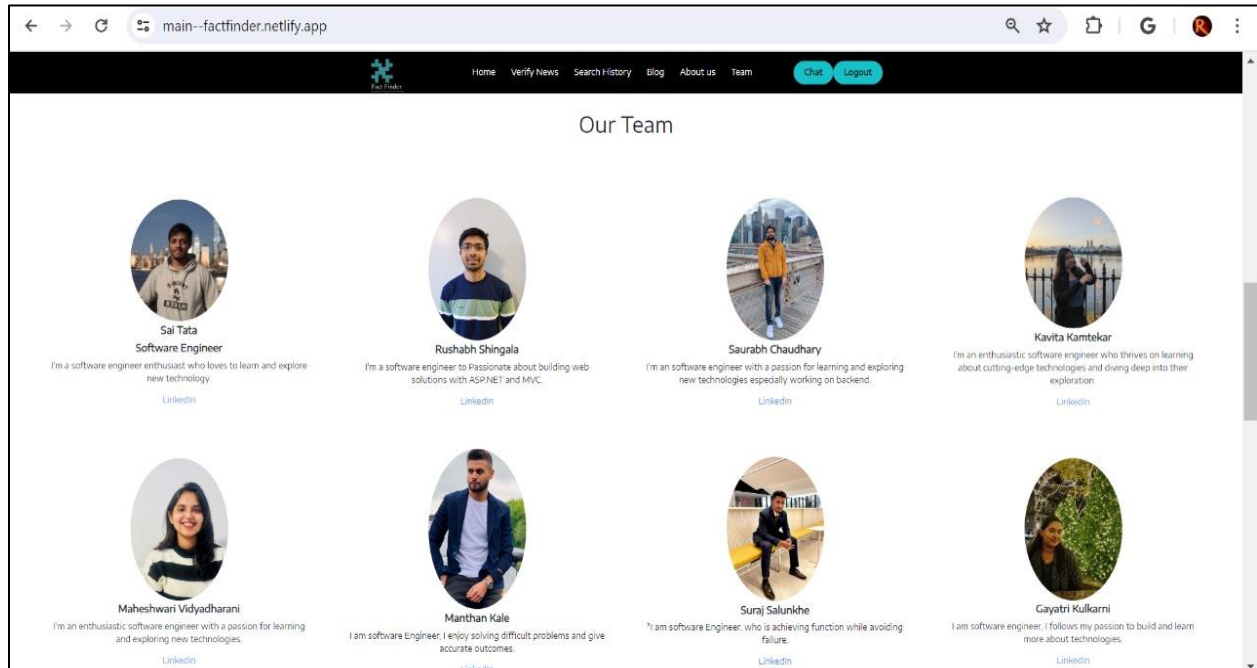 main--factfinder.netlify.app
G
R
Fact Finder
Home Verify News Search History Blog About us Team Chat Logout
Our Team
Sai Tata
Software Engineer
I'm a software engineer enthusiast who loves to learn and explore
new technology.
LinkedIn
Rushabh Shingala
I'm a software engineer to Passionate about building web
solutions with ASP.NET and MVC.
LinkedIn
Saurabh Chaudhary
I'm an software engineer with a passion for learning and exploring
new technologies especially working on backend.
LinkedIn
Kavita Kamtekar
I'm an enthusiastic software engineer who thrives on learning
about cutting-edge technologies and diving deep into their
exploration.
LinkedIn
Maheshwari Vidyadharani
I'm an enthusiastic software engineer with a passion for learning
and exploring new technologies.
LinkedIn
Manthan Kale
I am software Engineer, I enjoy solving difficult problems and give
accurate outcomes.
LinkedIn
Suraj Salunkhe
"I am software Engineer, who is achieving function while avoiding
failure.
LinkedIn
Gayatri Kulkarni
I am software engineer, I follows my passion to build and learn
more about technologies.
LinkedIn